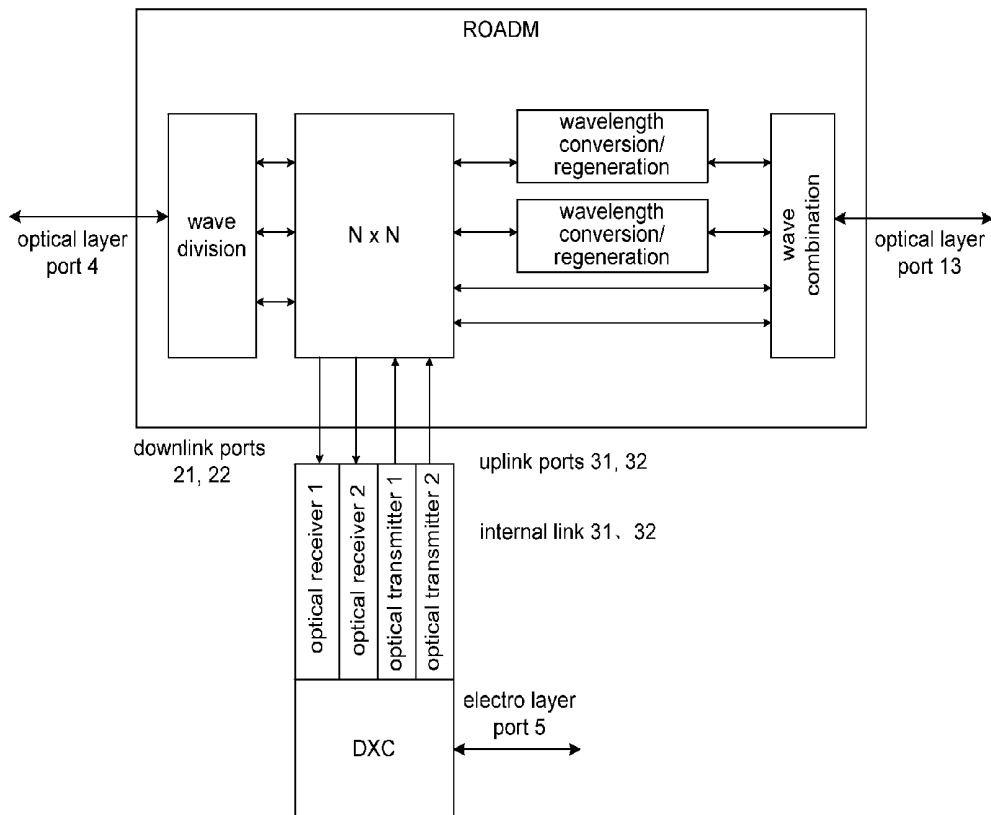 ROADM
optical layer
port 4
wave
division
N x N
wavelength
conversion/
regeneration
wavelength
conversion/
regeneration
wave
combination
optical layer
port 13
downlink ports
21, 22
uplink ports 31, 32
internal link 31、32
optical receiver 1
optical receiver 2
optical transmitter 1
optical transmitter 2
electro layer
port 5
DXC